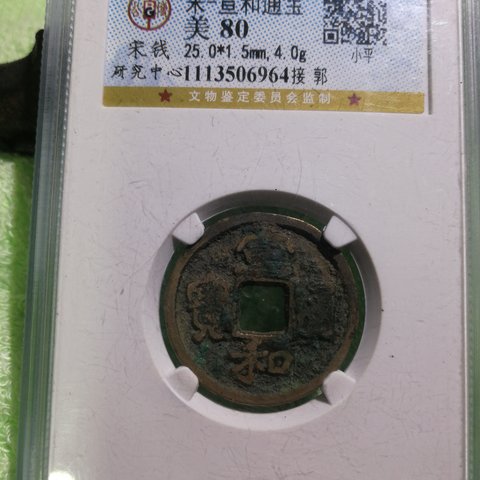 宋-宣和通宝
美 80
宋钱 25.0*1.5mm,4.0g
小平
研究中心1113506964接 郭
★ 文物鉴定委员会监制 ★
宣
寳
和